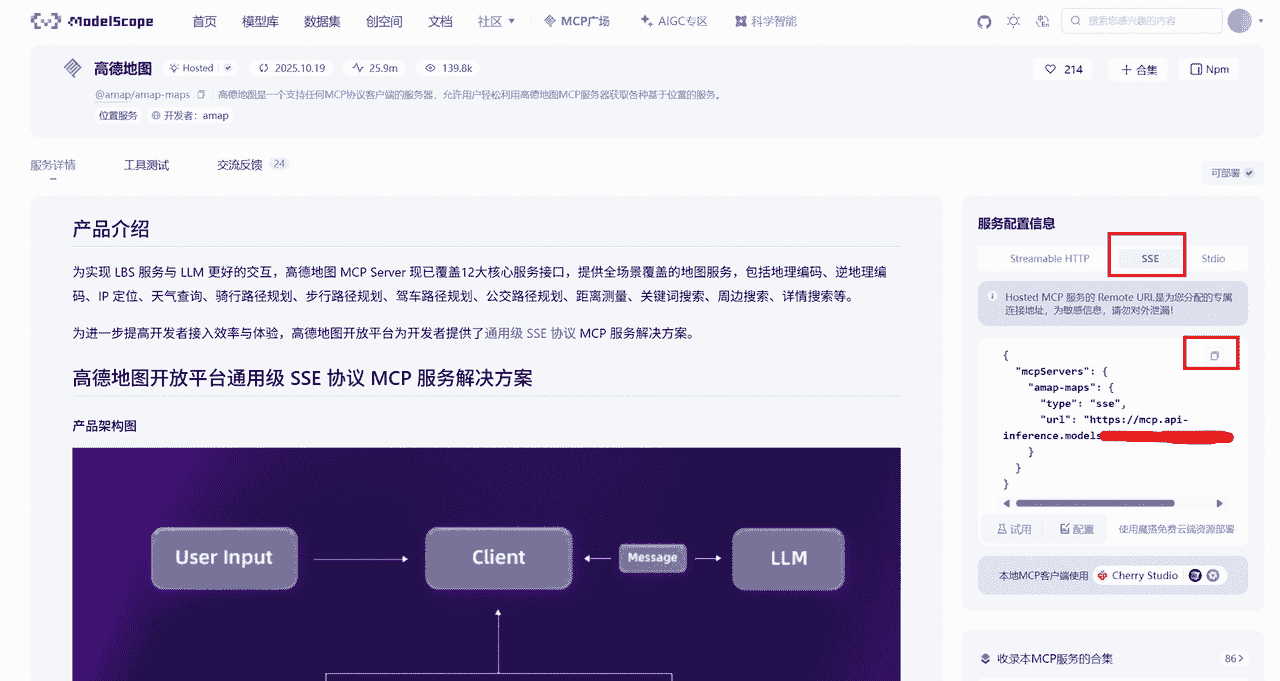 ModelScope 首页 模型库 数据集 创空间 文档 社区 MCP广场 AIGC专区 科学智能 搜索您感兴趣的内容
高德地图 Hosted 2025.10.19 25.9m 139.8k 214 合集 Npm
@amap/amap-maps 高德地图是一个支持任何MCP协议客户端的服务器，允许用户轻松利用高德地图MCP服务器获取各种基于位置的服务。
位置服务 开发者：amap
服务详情 工具测试 交流反馈 24
可部署
产品介绍
为实现 LBS 服务与 LLM 更好的交互，高德地图 MCP Server 现已覆盖12大核心服务接口，提供全场景覆盖的地图服务，包括地理编码、逆地理编
码、IP 定位、天气查询、骑行路径规划、步行路径规划、驾车路径规划、公交路径规划、距离测量、关键词搜索、周边搜索、详情搜索等。
为进一步提高开发者接入效率与体验，高德地图开放平台为开发者提供了通用级 SSE 协议 MCP 服务解决方案。
高德地图开放平台通用级 SSE 协议 MCP 服务解决方案
产品架构图
User Input
Client
Message
LLM
服务配置信息
Streamable HTTP SSE Stdio
Hosted MCP 服务的 Remote URL是为您分配的专属
连接地址，为敏感信息，请勿对外泄漏！
{
"mcpServers": {
"amap-maps": {
"type": "sse",
"url": "https://mcp.api-
inference.models
}
}
}
试用 配置 使用魔搭免费云端资源部署
本地MCP客户端使用 Cherry Studio
收录本MCP服务的合集 86